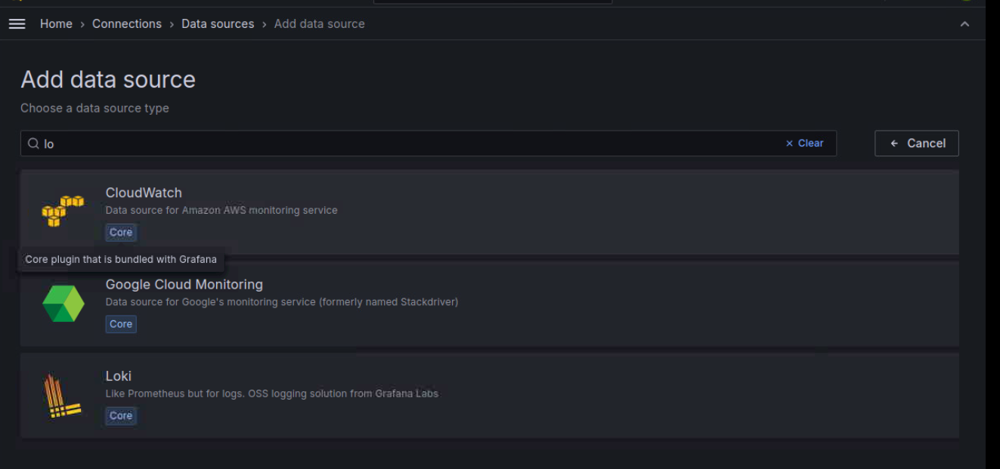 Home › Connections › Data sources › Add data source
Add data source
Choose a data source type
lo
× Clear
← Cancel
CloudWatch
Data source for Amazon AWS monitoring service
Core
Core plugin that is bundled with Grafana
Google Cloud Monitoring
Data source for Google's monitoring service (formerly named Stackdriver)
Core
Loki
Like Prometheus but for logs. OSS logging solution from Grafana Labs
Core